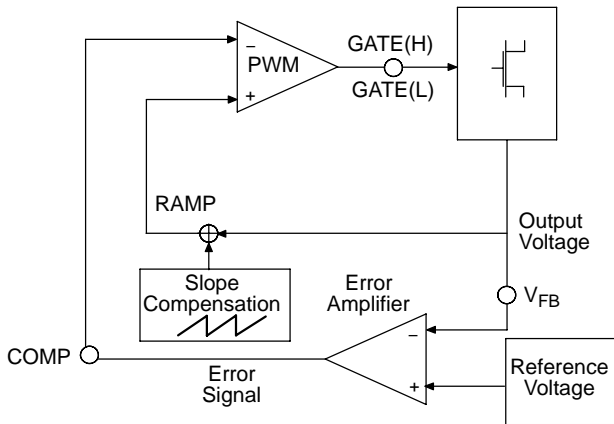 GATE(H)
−
PWM
+
GATE(L)
RAMP
Output
Voltage
Slope
Compensation
Error
Amplifier
VFB
−
COMP
Error
Signal
+
Reference
Voltage